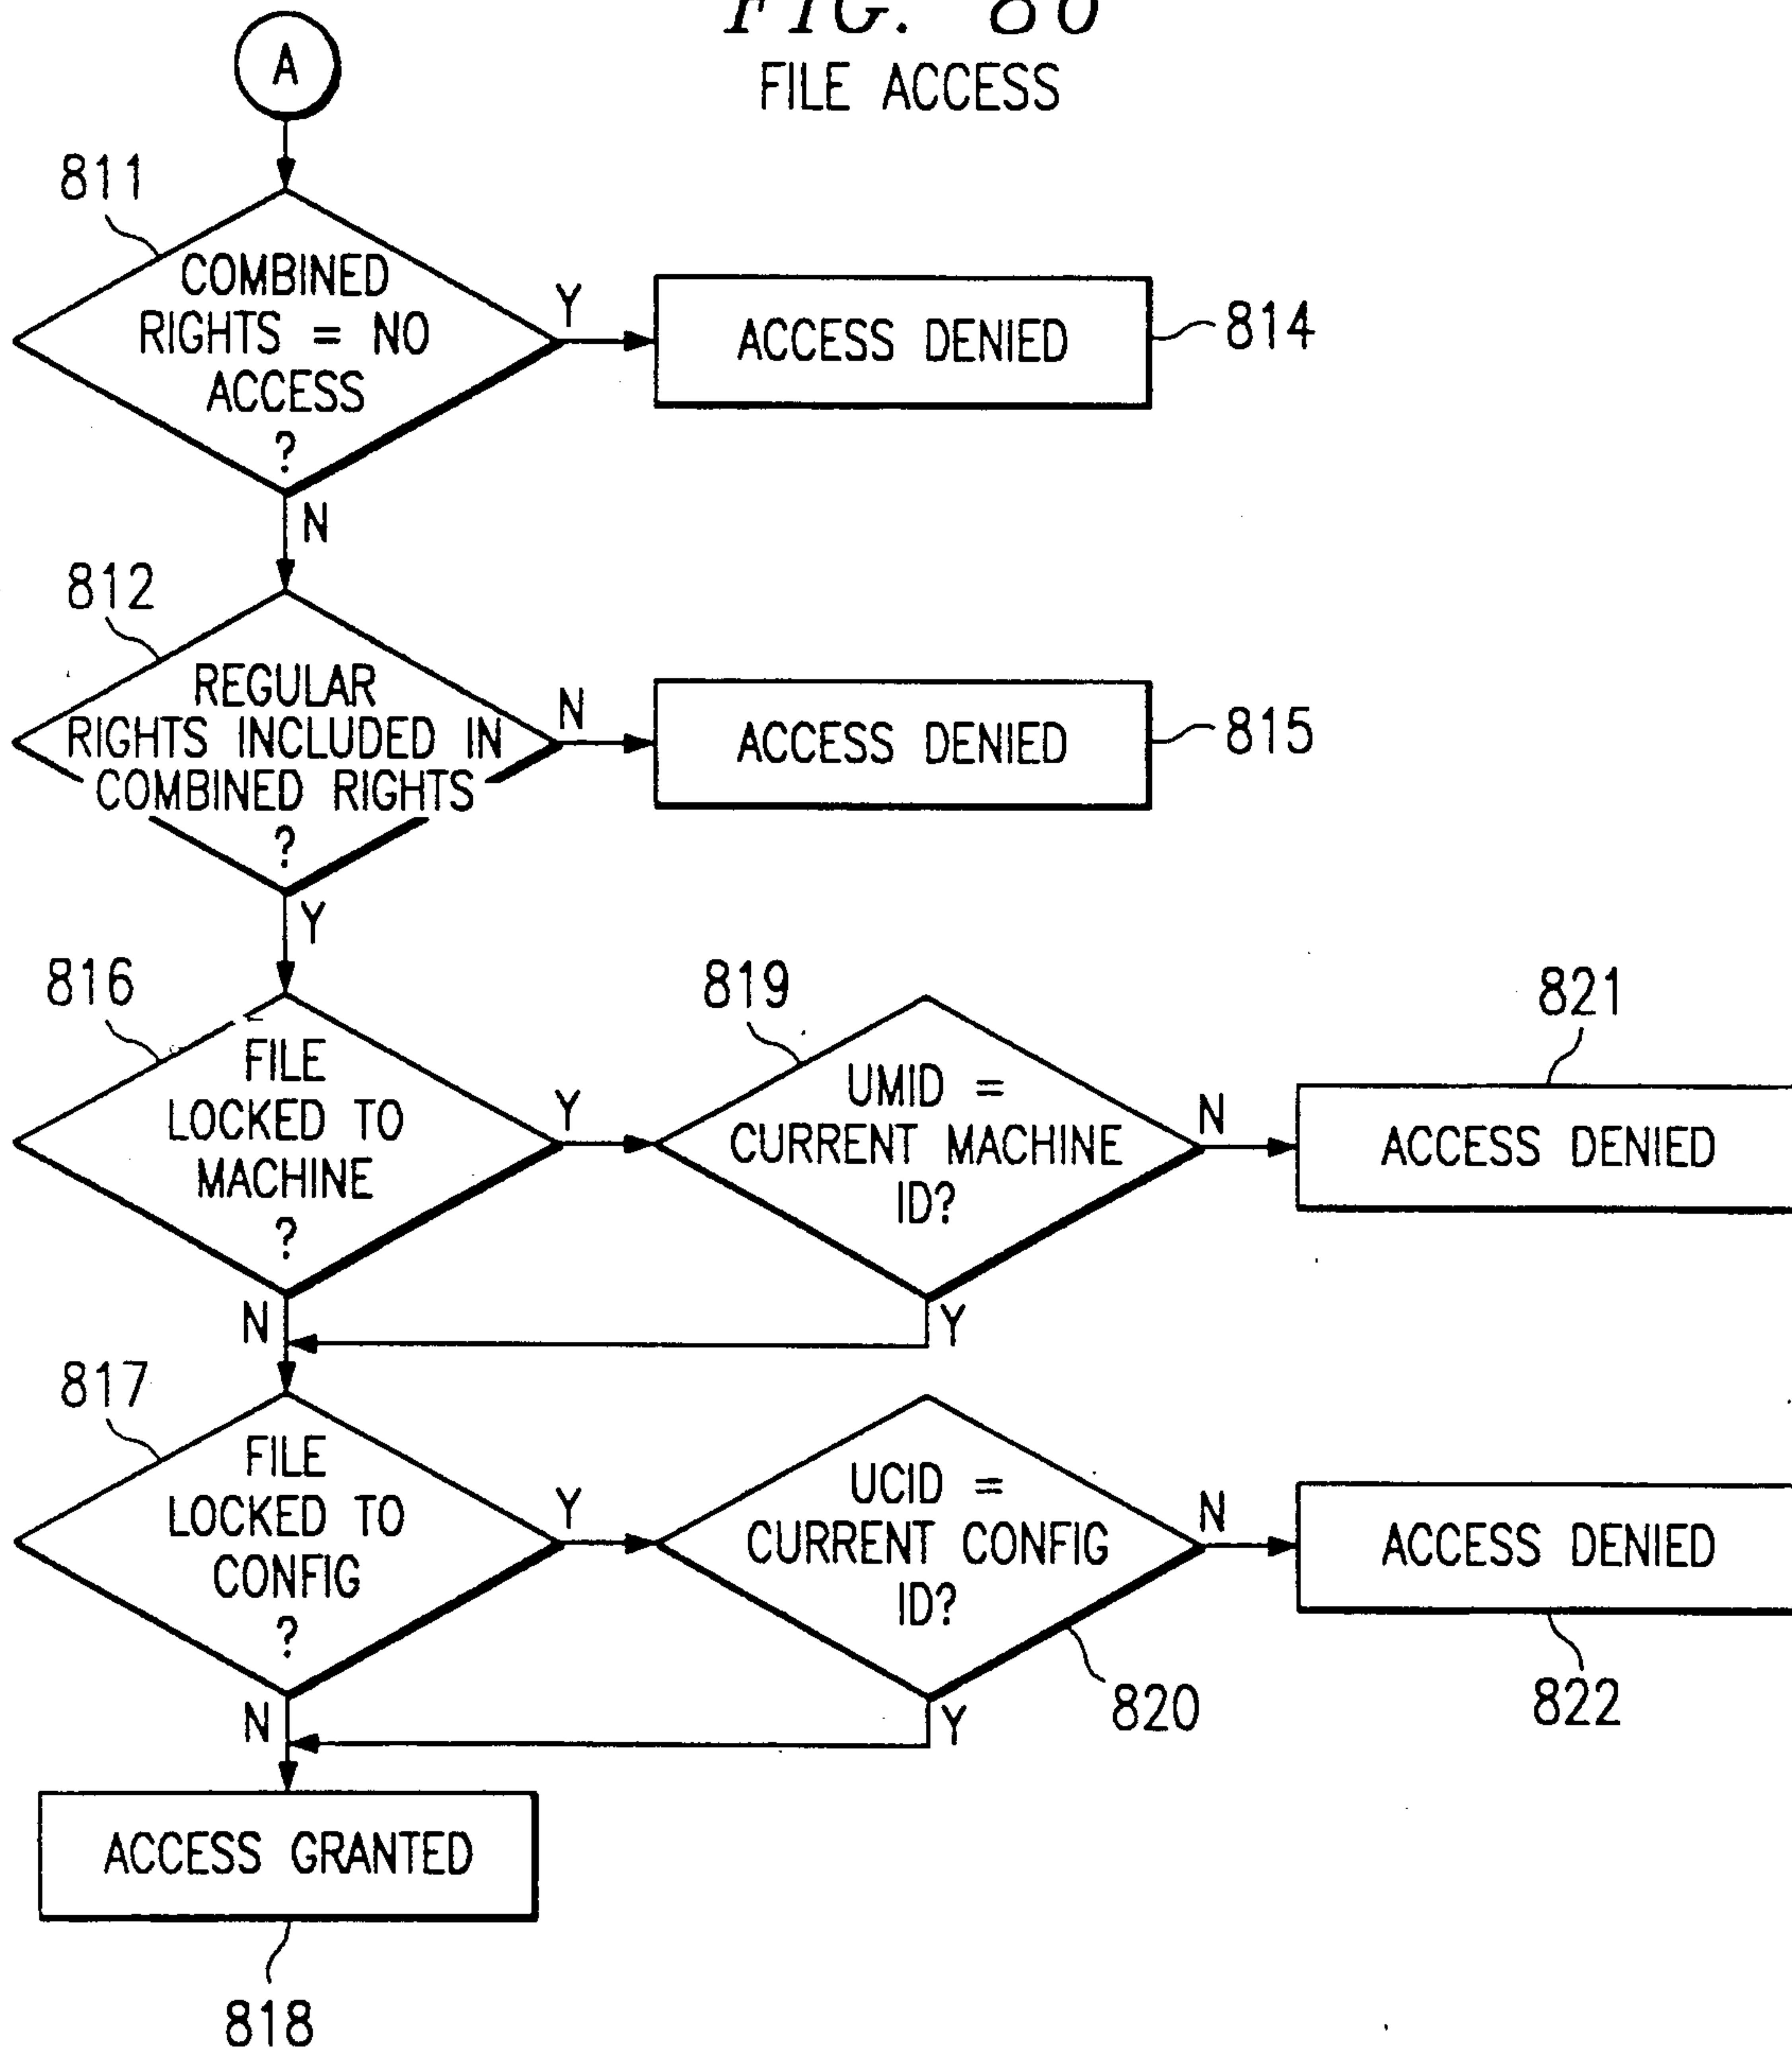 FIG.
FILE ACCESS
A
811
COMBINED
RIGHTS = NO
ACCESS
?
Y
ACCESS DENIED
814
N
812
REGULAR
RIGHTS INCLUDED IN
COMBINED RIGHTS
?
N
ACCESS DENIED
815
Y
816
FILE
LOCKED TO
MACHINE
?
Y
819
UMID =
CURRENT MACHINE
ID?
N
821
ACCESS DENIED
N
Y
817
FILE
LOCKED TO
CONFIG
?
Y
UCID =
CURRENT CONFIG
ID?
820
N
ACCESS DENIED
822
N
Y
ACCESS GRANTED
818